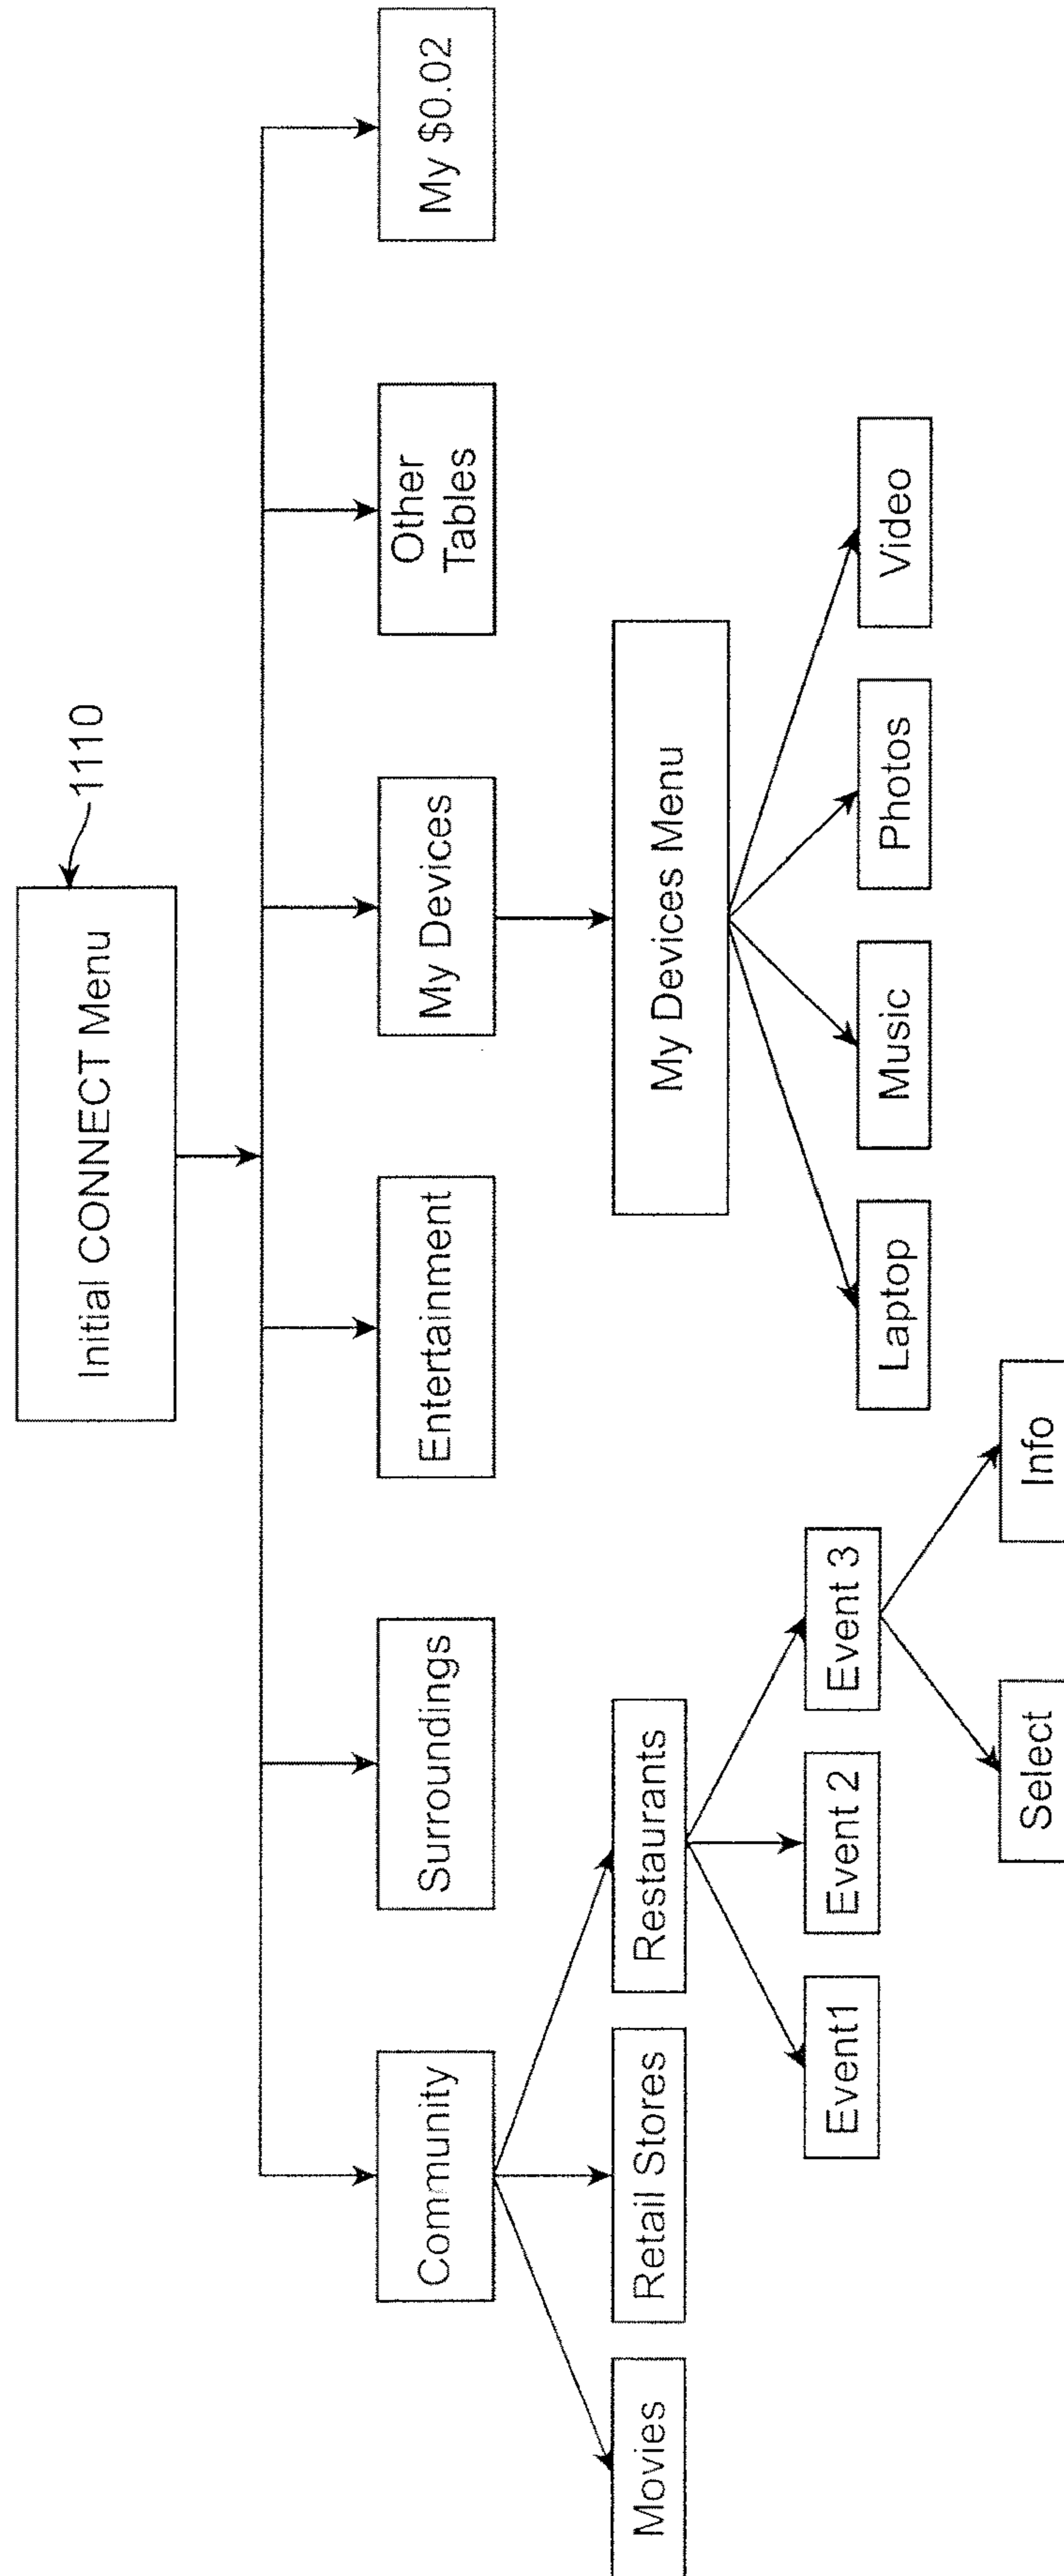 Initial CONNECT Menu
1110
Community
Surroundings
Entertainment
My Devices
Other
Tables
My $0.02
Movies
Retail Stores
Restaurants
My Devices Menu
Event1
Event 2
Event 3
Laptop
Music
Photos
Video
Select
Info